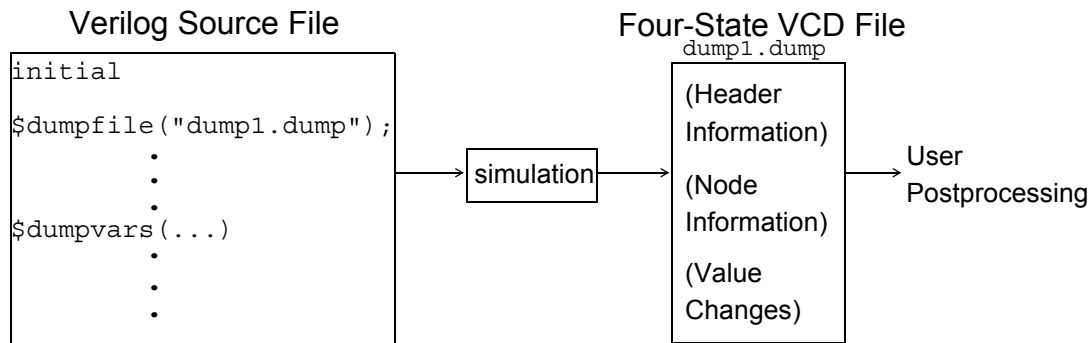 Verilog Source File
initial
$dumpfile("dump1.dump");
.
.
.
$dumpvars(...)
.
.
.
simulation
Four-State VCD File
dump1.dump
(Header
Information)
(Node
Information)
(Value
Changes)
User
Postprocessing